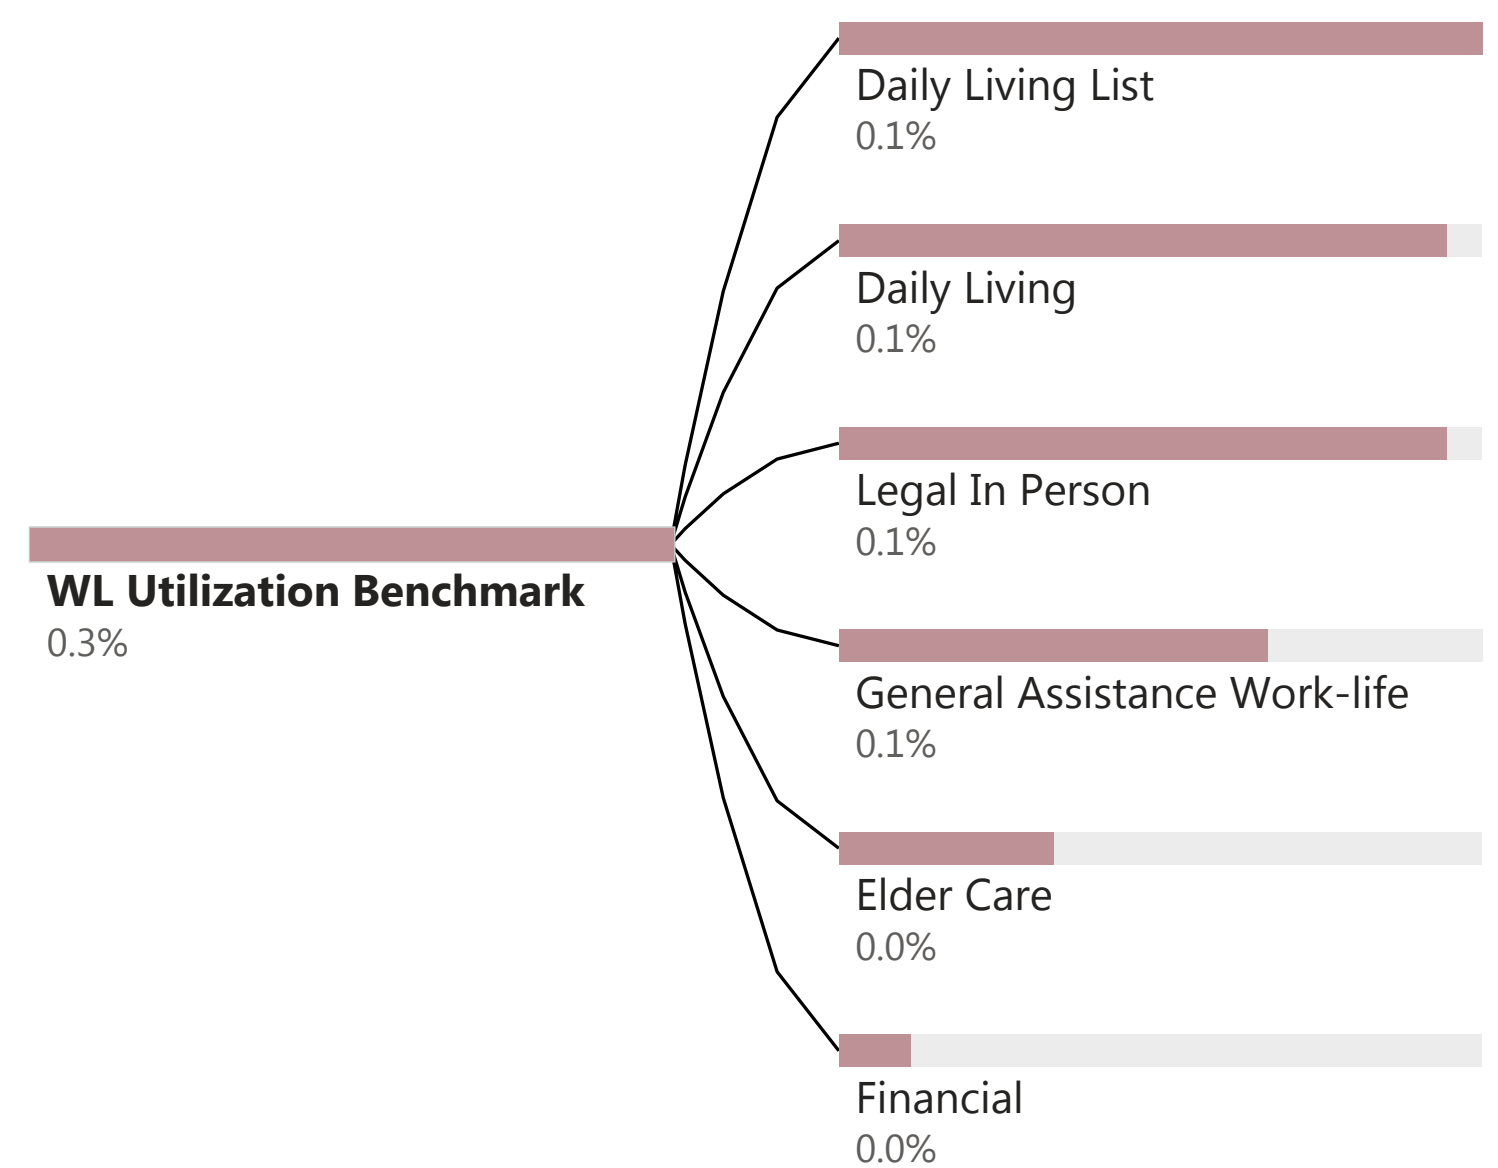 Daily Living List
0.1%
Daily Living
0.1%
Legal In Person
0.1%
WL Utilization Benchmark
0.3%
General Assistance Work-life
0.1%
Elder Care
0.0%
Financial
0.0%